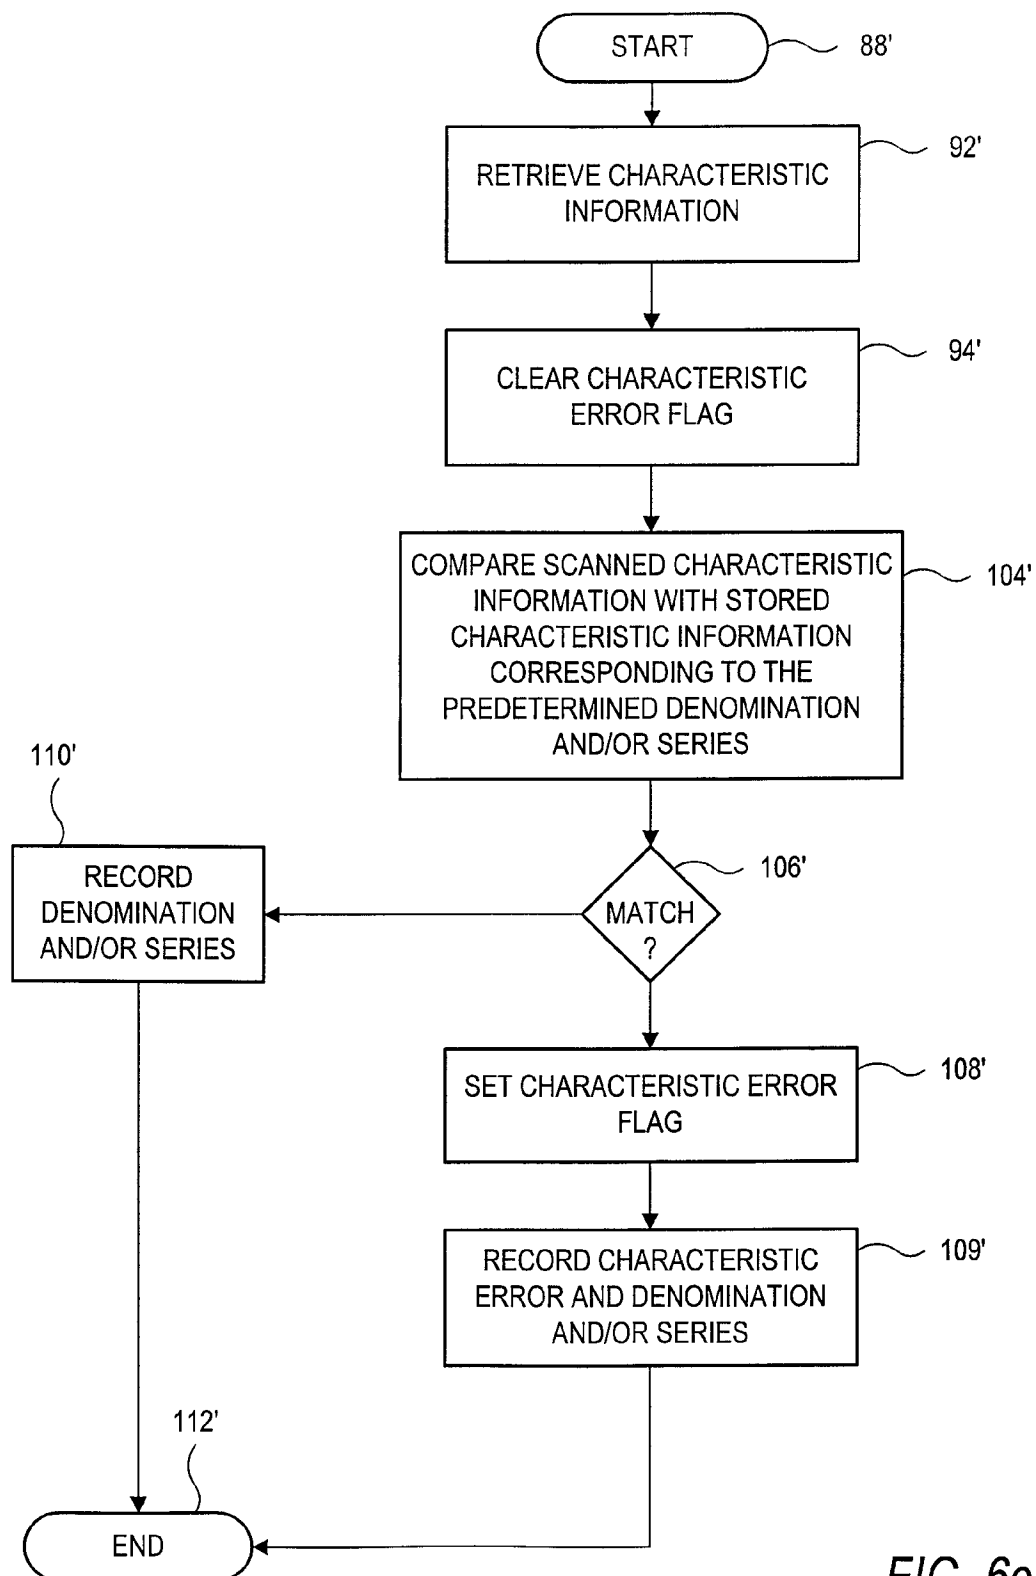 START
88'
RETRIEVE CHARACTERISTIC
INFORMATION
92'
CLEAR CHARACTERISTIC
ERROR FLAG
94'
COMPARE SCANNED CHARACTERISTIC
INFORMATION WITH STORED
CHARACTERISTIC INFORMATION
CORRESPONDING TO THE
PREDETERMINED DENOMINATION
AND/OR SERIES
104'
MATCH
?
106'
110'
RECORD
DENOMINATION
AND/OR SERIES
SET CHARACTERISTIC ERROR
FLAG
108'
RECORD CHARACTERISTIC
ERROR AND DENOMINATION
AND/OR SERIES
109'
112'
END
FIG.